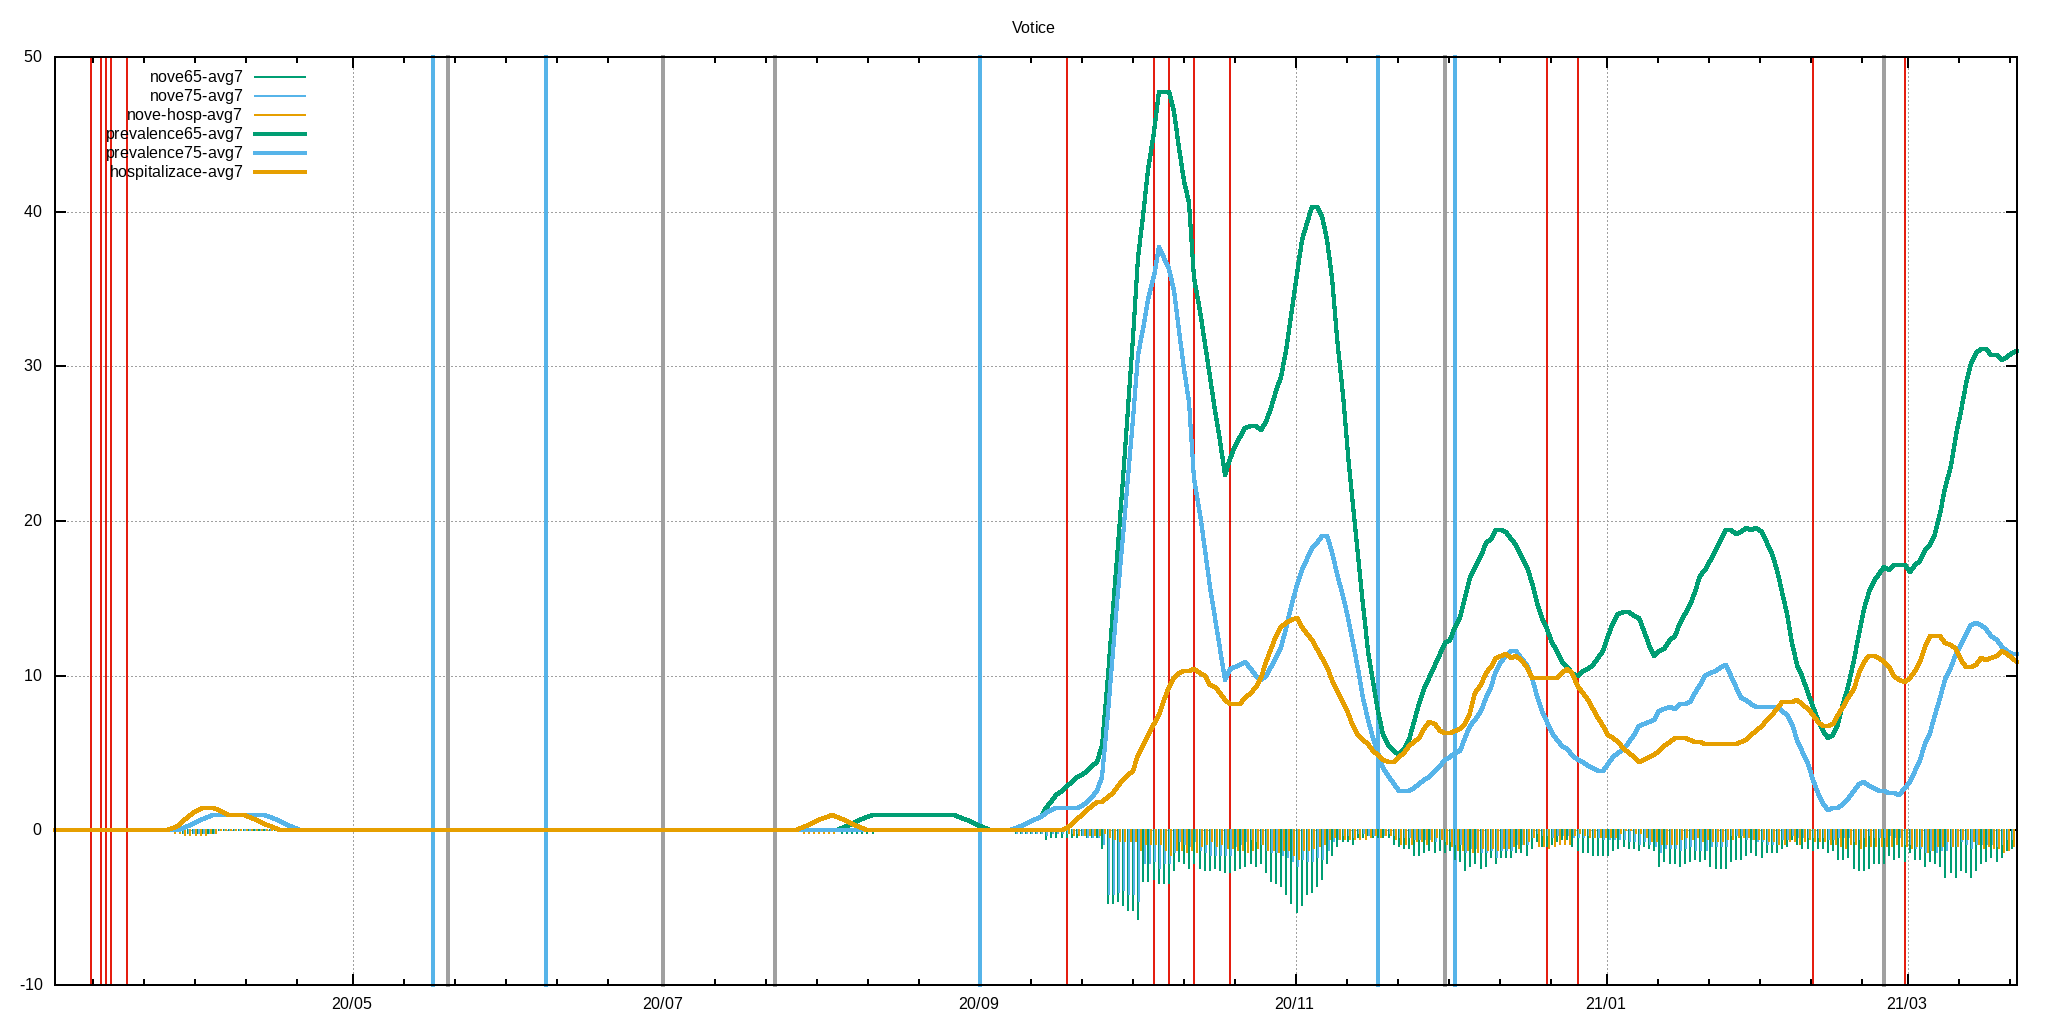 Votice
50
nove65-avg7
nove75-avg7
nove-hosp-avg7
prevalence65-avg7
prevalence75-avg7
hospitalizace-avg7
40
30
20
10
0
-10
20/05 20/07 20/09 20/11 21/01 21/03